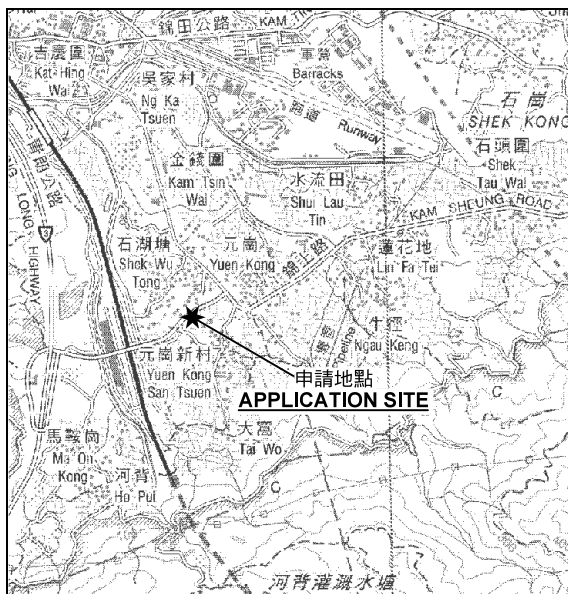 錦田公路
KAM T
吉慶圍
Kat Hing
Wai
軍營
Barracks
吳家村
Ng Ka
Tsuen
跑道 Runway
石崗
SHEK KONG
石頭圍
Shek
Tau Wai
金錢圍
Kam Tsin
Wai
水流田
Shui Lau
Tin
KAM SHEUNG ROAD
LONG HIGHWAY
石湖塘
Shek Wu
Tong
元崗
Yuen Kong
錦上路
蓮花地
Lin Fa Tei
牛徑
Ngau Keng
Pipeline
元崗新村
Yuen Kong
San Tsuen
申請地點
APPLICATION SITE
大窩
Tai Wo
馬鞍崗
Ma On
Kong
河背
Ho Pui
C
C
河背灌溉水塘